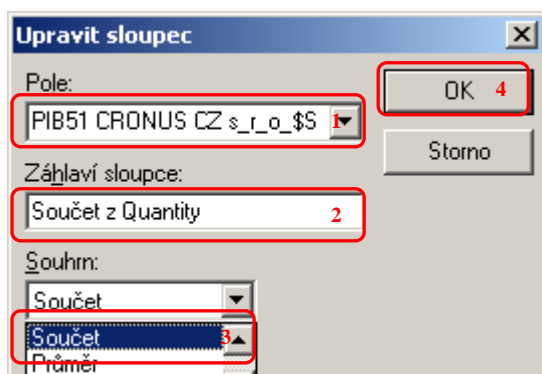 Upravit sloupec
Pole:
PIB51 CRONUS CZ s_r_o_$S 1
OK 4
Storno
Záhlaví sloupce:
Součet z Quantity 2
Souhrn:
Součet
Součet 3
Průměr